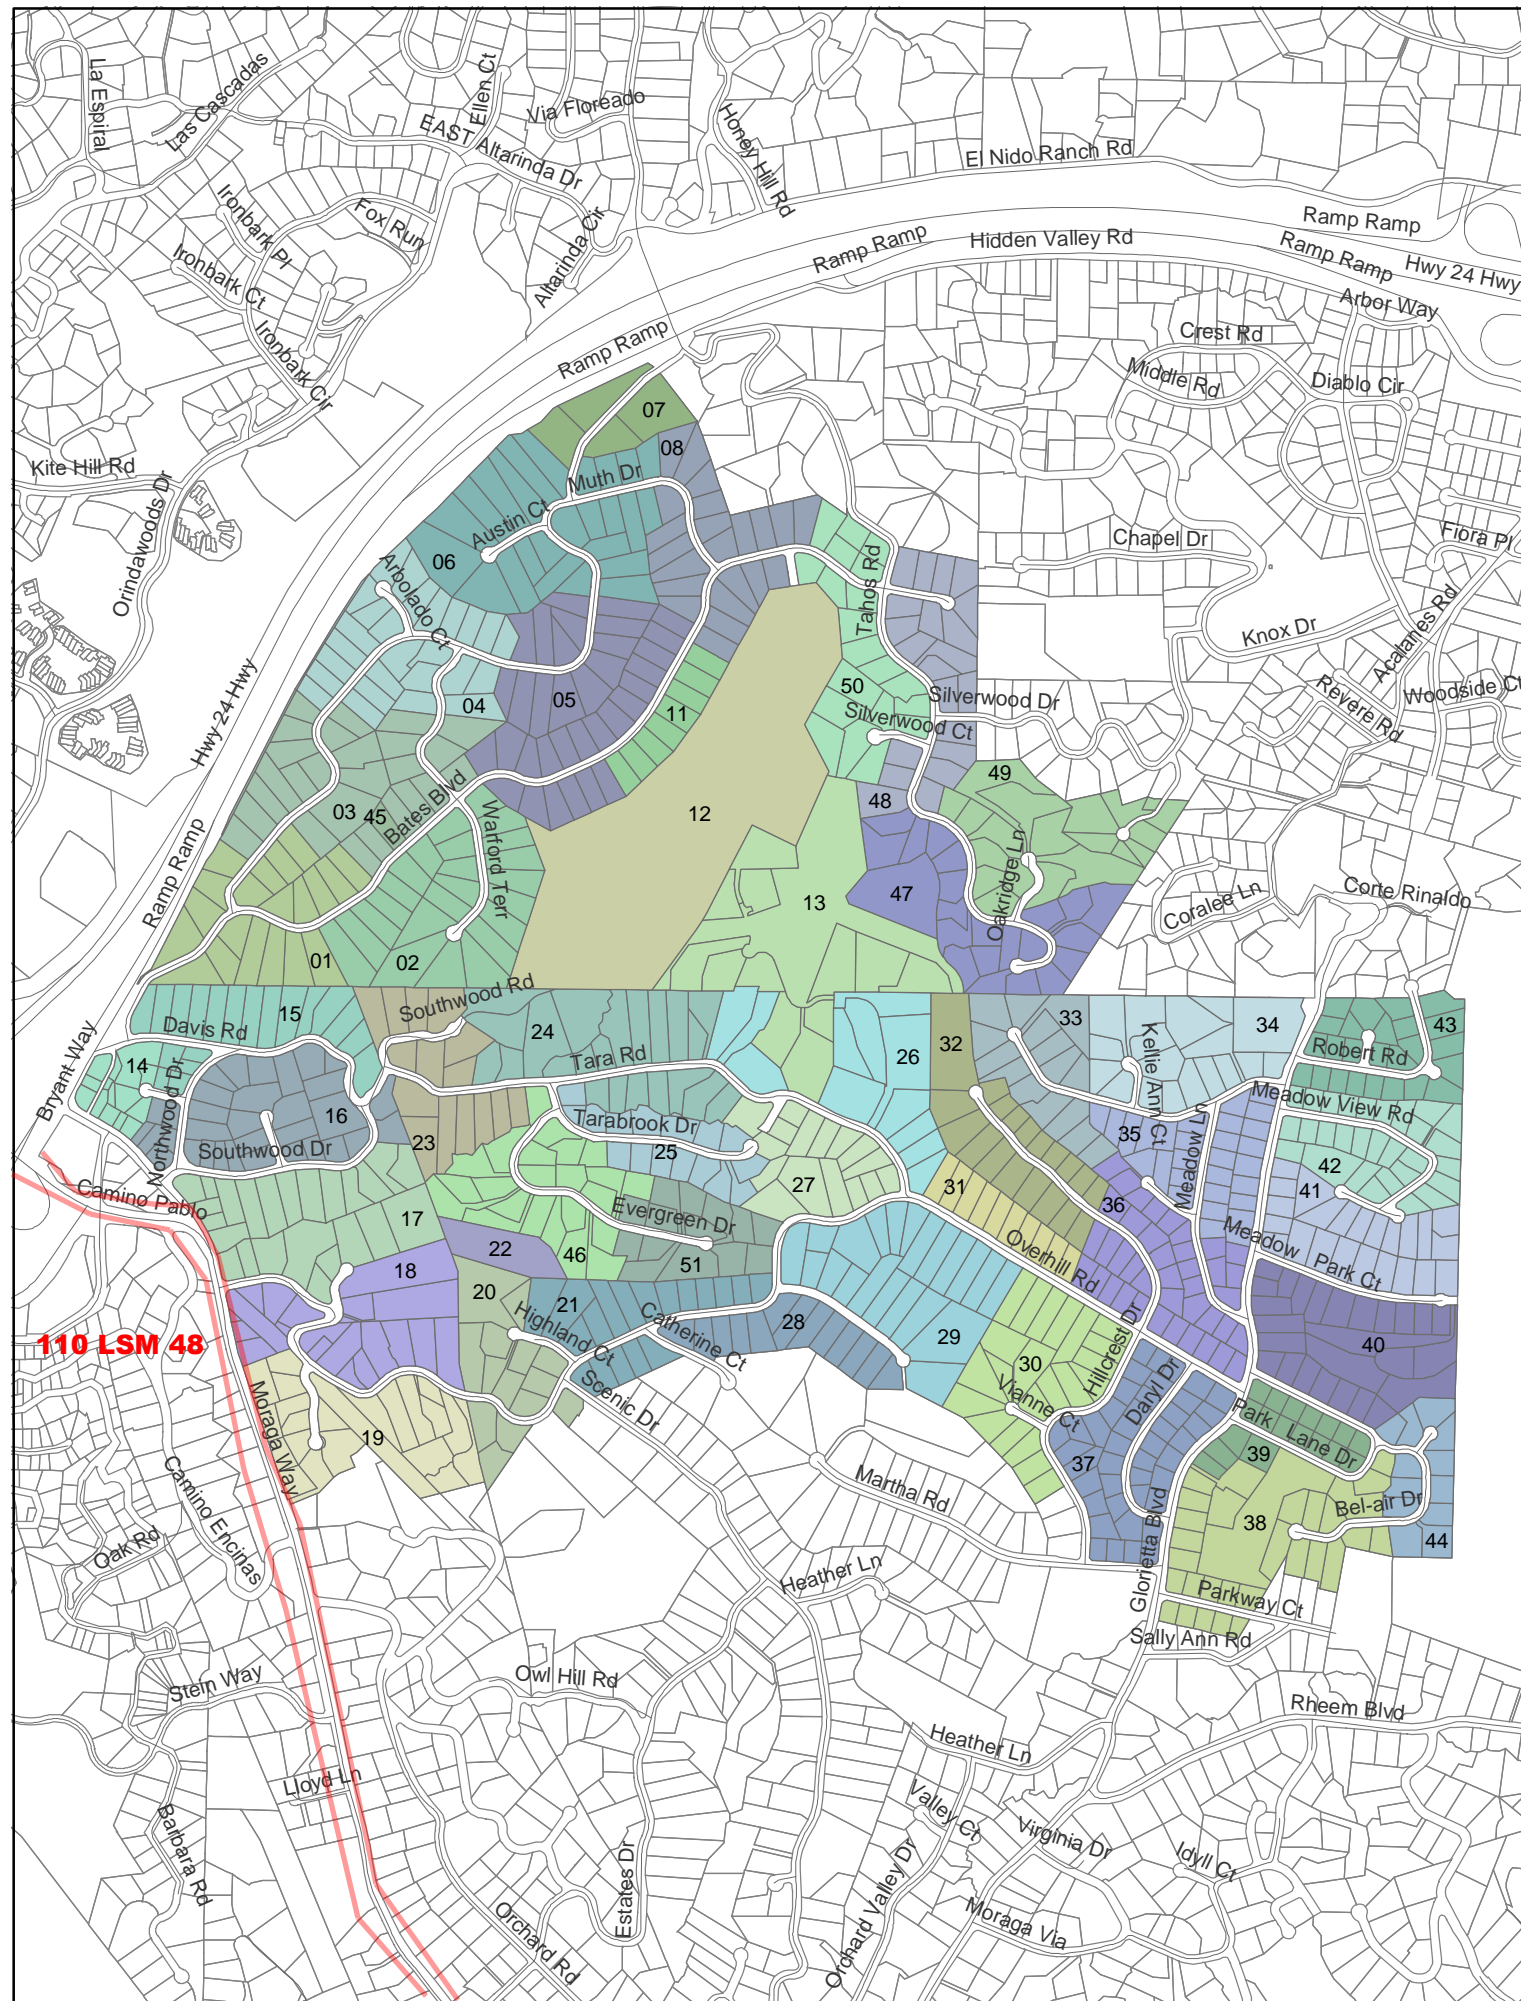 La Espiral
Las Cascadas
Ellen Ct
Via Floreado
EAST Altarinda Dr
Honey Hill Rd
El Nido Ranch Rd
Ironbark Pl
Fox Run
Altarinda Cir
Ramp Ramp
Hidden Valley Rd
Ramp Ramp
Ramp Ramp
Hwy 24 Hwy
Ironbark Ct
Ironbark Cir
Arbor Way
Crest Rd
Middle Rd
Diablo Cir
Ramp Ramp
07
08
Kite Hill Rd
Muth Dr
Orindawoods Dr
Austin Ct
06
Arbolado Ct
Tahos Rd
Chapel Dr
Fiora Pl
Knox Dr
Acalanes Rd
Revere Rd
Woodside Ct
Hwy 24 Hwy
04
05
11
50
Silverwood Dr
Silverwood Ct
49
03
45
Bates Blvd
Warford Terr
12
48
Ramp Ramp
Oakridge Ln
47
13
Coralee Ln
Corte Rinaldo
01
02
Southwood Rd
15
Davis Rd
24
Tara Rd
26
32
33
Kellie Ann Ct
34
43
Robert Rd
Bryant Way
14
Northwood Dr
16
Southwood Dr
23
Tarabrook Dr
25
27
31
35
Meadow Ln
Meadow View Rd
42
41
36
Camino Pablo
17
Evergreen Dr
22
46
51
Overhill Rd
Meadow Park Ct
18
20
21
Highland Ct
Catherine Ct
28
29
30
Hillcrest Dr
Vianne Ct
40
110 LSM 48
Moraga Way
19
Scenic Dr
Daryl Dr
37
Park Lane Dr
39
38
Bel-air Dr
44
Camino Encinas
Oak Rd
Martha Rd
Glorietta Blvd
Heather Ln
Parkway Ct
Sally Ann Rd
Stein Way
Owl Hill Rd
Rheem Blvd
Heather Ln
Lloyd Ln
Barbara Rd
Valley Ct
Virginia Dr
Idyll Ct
Estates Dr
Orchard Rd
Orchard Valley Dr
Moraga Via